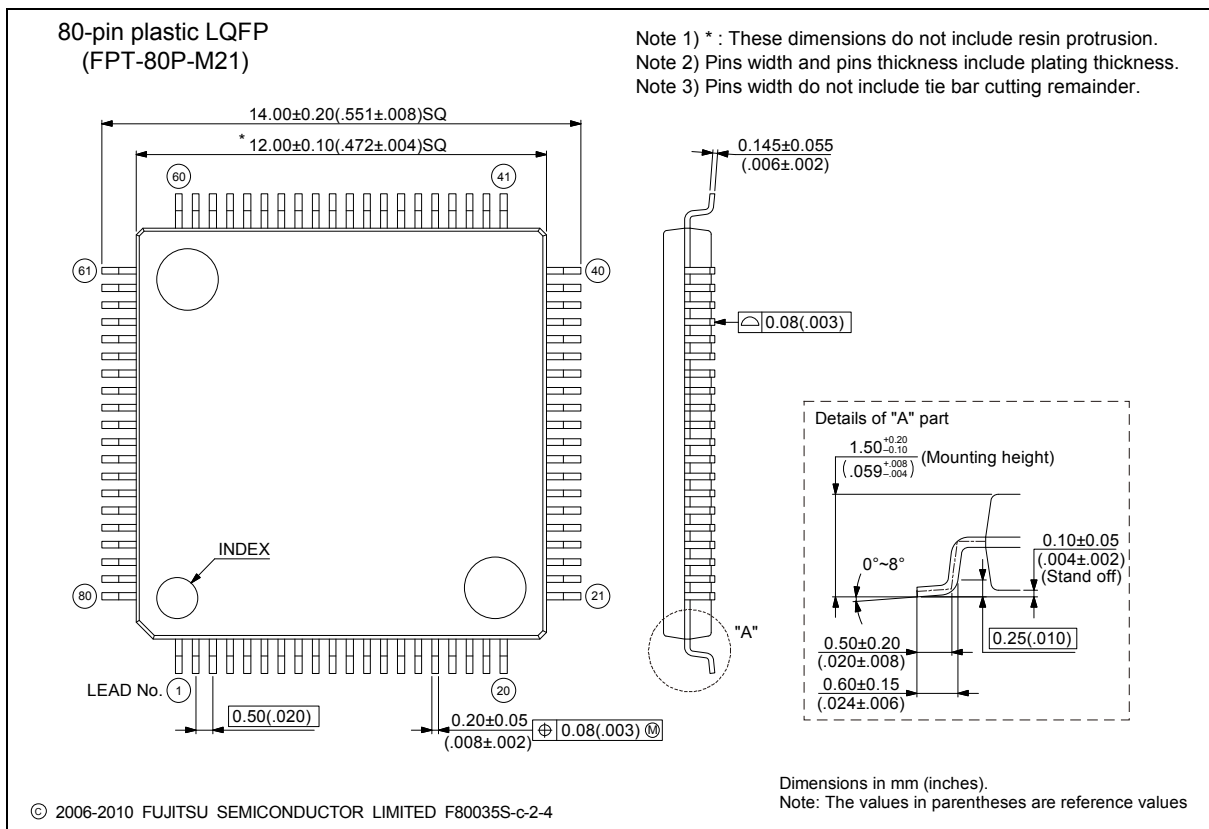 80-pin plastic LQFP
(FPT-80P-M21)
Note 1) * : These dimensions do not include resin protrusion.
Note 2) Pins width and pins thickness include plating thickness.
Note 3) Pins width do not include tie bar cutting remainder.
14.00±0.20(.551±.008)SQ
* 12.00±0.10(.472±.004)SQ
0.145±0.055
(.006±.002)
60
41
61
40
0.08(.003)
Details of "A" part
1.50+0.20−0.10
(.059+.008−.004)
(Mounting height)
INDEX
0.10±0.05
(.004±.002)
(Stand off)
0°~8°
80
21
"A"
0.25(.010)
0.50±0.20
(.020±.008)
0.60±0.15
(.024±.006)
LEAD No. 1
20
0.50(.020)
0.20±0.05
(.008±.002)
⌖ 0.08(.003) Ⓜ
Dimensions in mm (inches).
Note: The values in parentheses are reference values
© 2006-2010 FUJITSU SEMICONDUCTOR LIMITED F80035S-c-2-4